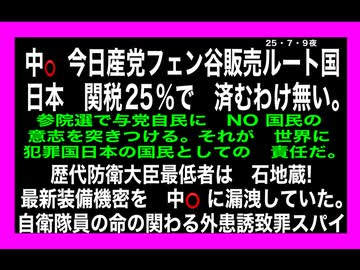 25・7・9夜
中○ 今日産党フェン谷販売ルート国
日本 関税25%で 済むわけ無い。
参院選で与党自民に NO 国民の
意志を突きつける。それが 世界に
犯罪国日本の国民としての 責任だ。
歴代防衛大臣最低者は 石地蔵!
最新装備機密を 中○に漏洩していた。
自衛隊員の命の関わる外患誘致罪スパイ